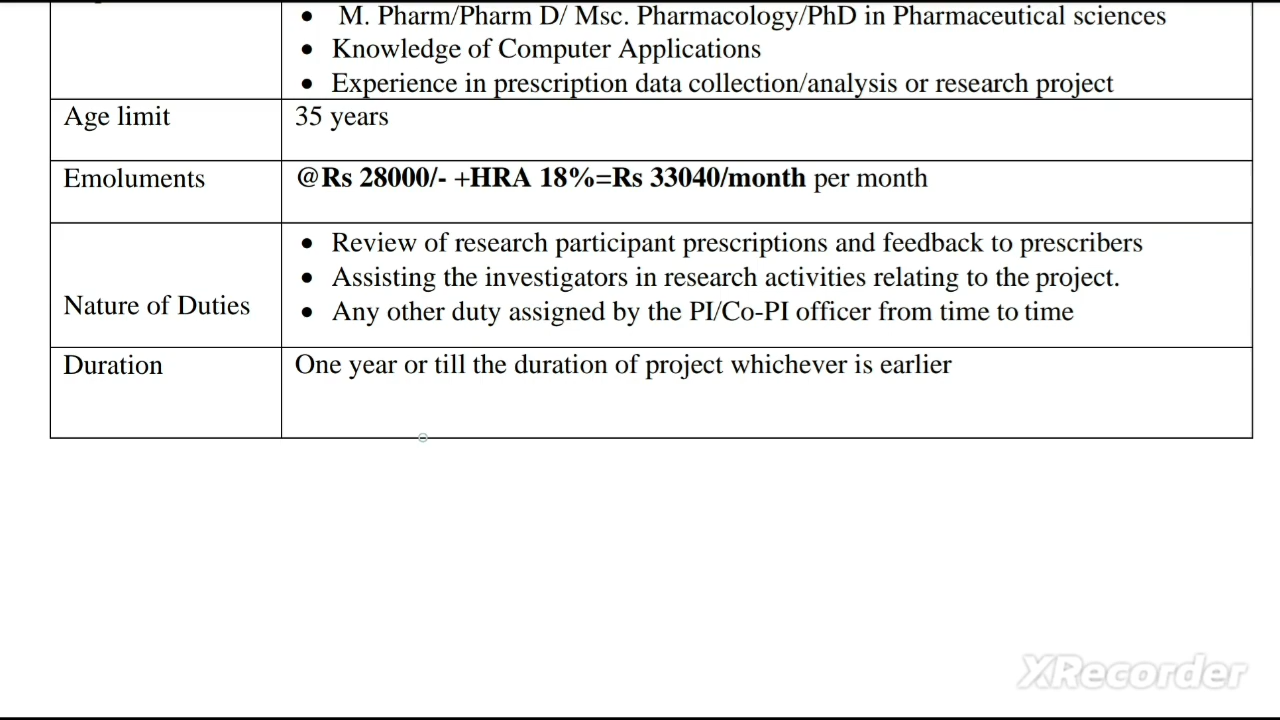 • M. Pharm/Pharm D/ Msc. Pharmacology/PhD in Pharmaceutical sciences
• Knowledge of Computer Applications
• Experience in prescription data collection/analysis or research project
Age limit 35 years
Emoluments @Rs 28000/- +HRA 18%=Rs 33040/month per month
• Review of research participant prescriptions and feedback to prescribers
• Assisting the investigators in research activities relating to the project.
Nature of Duties • Any other duty assigned by the PI/Co-PI officer from time to time
Duration One year or till the duration of project whichever is earlier
XRecorder